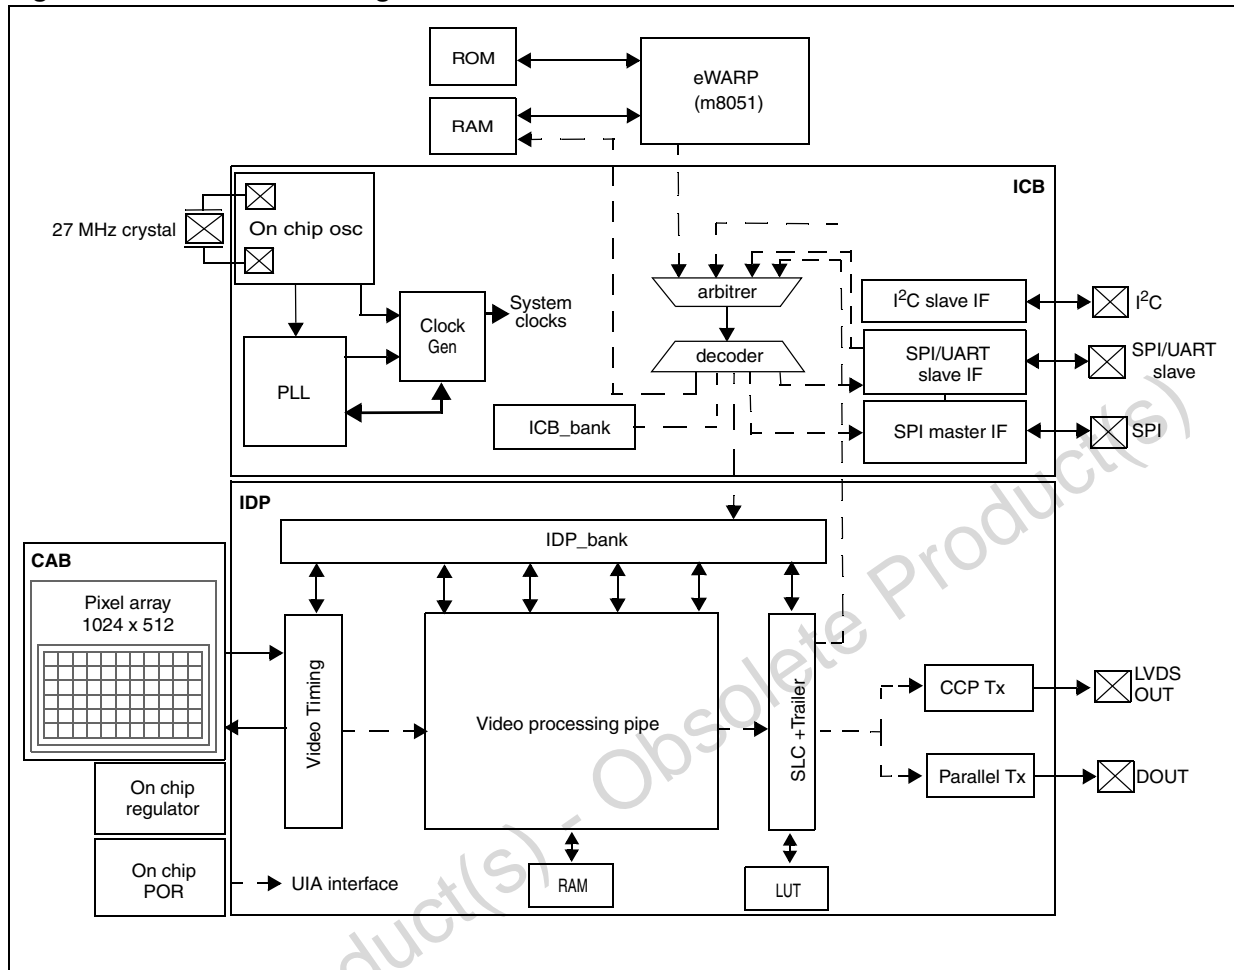 ROM
eWARP
(m8051)
RAM
ICB
27 MHz crystal
On chip osc
arbitrer
System
clocks
Clock
Gen
I²C slave IF
I²C
decoder
SPI/UART
slave IF
SPI/UART
slave
PLL
ICB_bank
SPI master IF
SPI
IDP
IDP_bank
CAB
Pixel array
1024 x 512
Video Timing
Video processing pipe
SLC +Trailer
CCP Tx
LVDS
OUT
Parallel Tx
DOUT
On chip
regulator
On chip
POR
UIA interface
RAM
LUT
duct(s) - Obsolete Product(s)